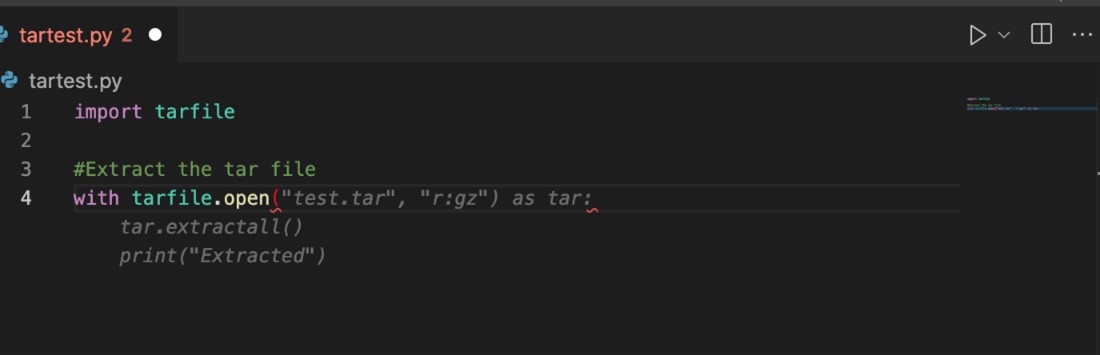 tartest.py 2
tartest.py
1 import tarfile
2
3 #Extract the tar file
4 with tarfile.open("test.tar", "r:gz") as tar:
tar.extractall()
print("Extracted")